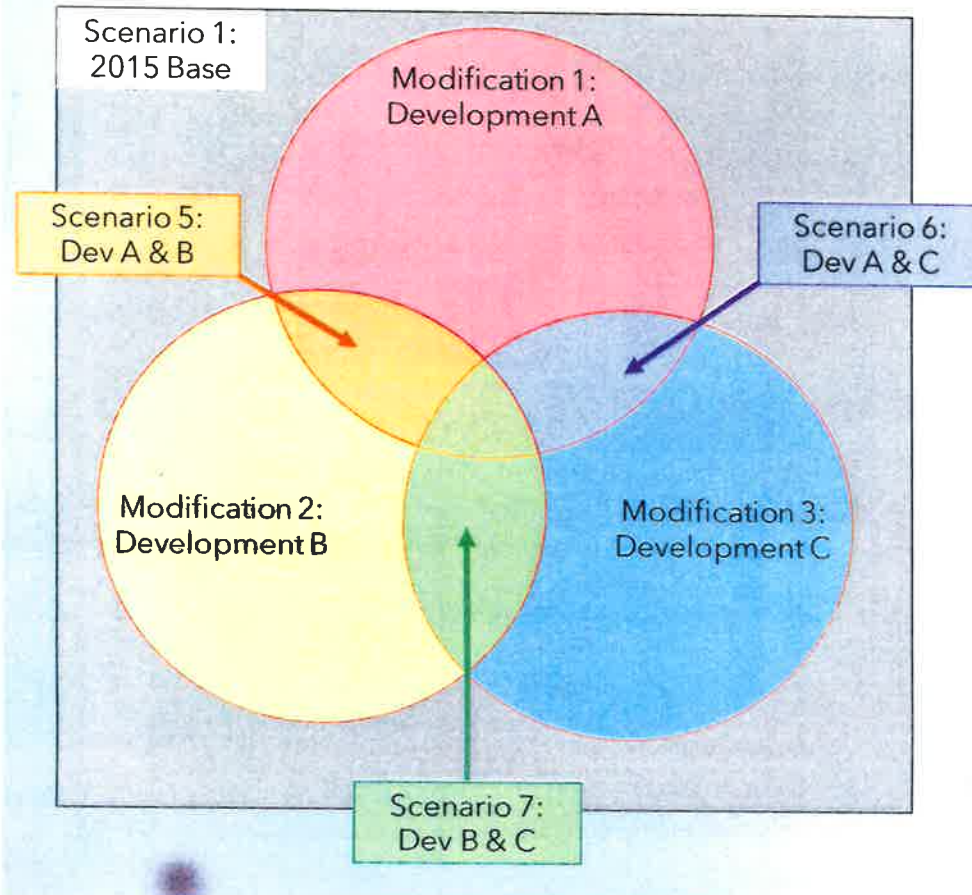 Scenario 1:
2015 Base
Modification 1:
Development A
Scenario 5:
Dev A & B
Scenario 6:
Dev A & C
Modification 2:
Development B
Modification 3:
Development C
Scenario 7:
Dev B & C